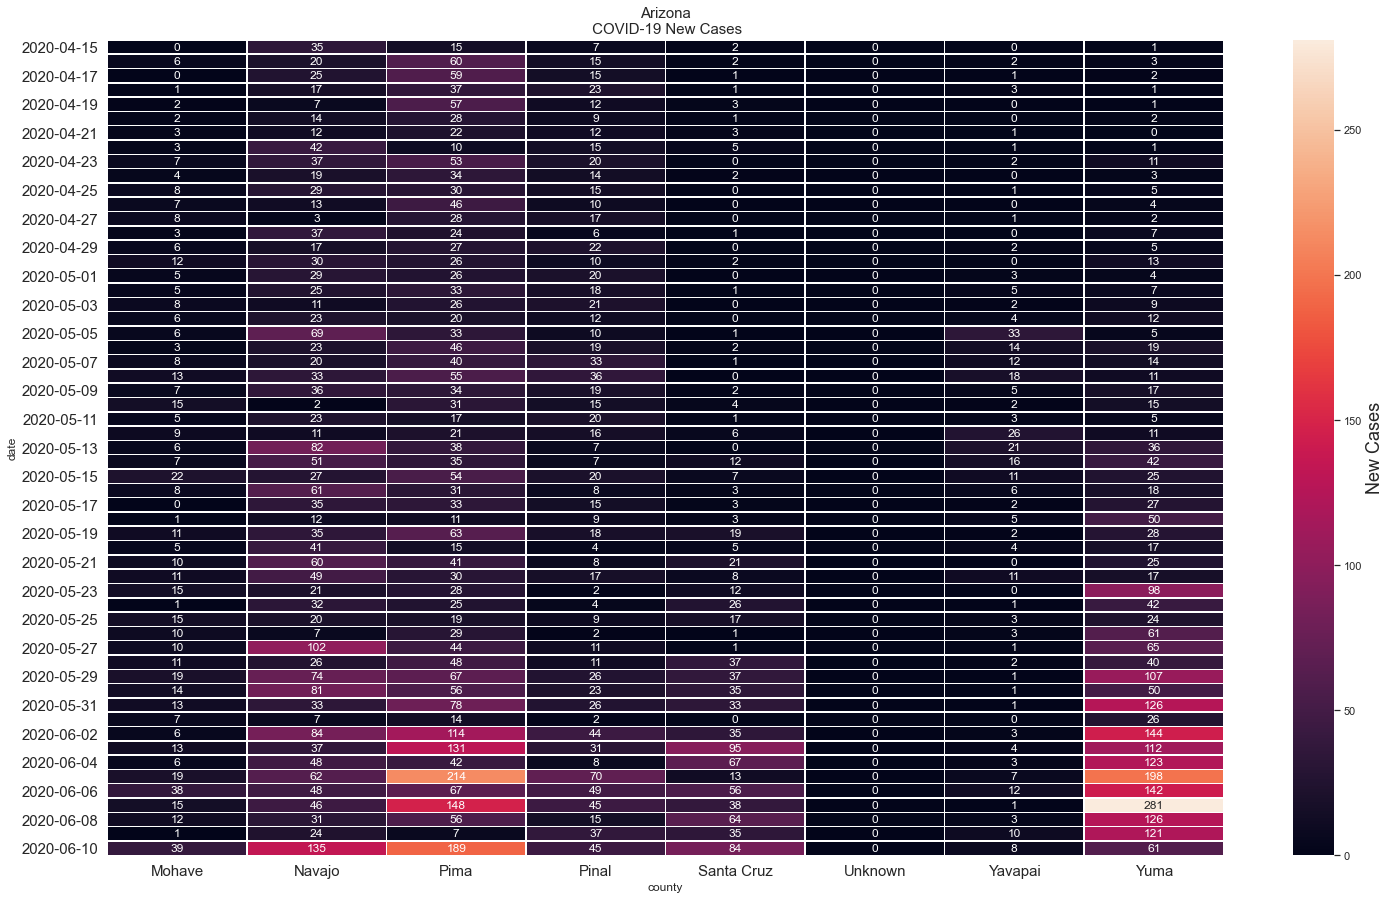 Arizona
COVID-19 New Cases
2020-04-15 0 35 15 7 2 0 0 1
6 20 60 15 2 0 2 3
2020-04-17 0 25 59 15 1 0 1 2
1 17 37 23 1 0 3 1
2020-04-19 2 7 57 12 3 0 0 1
2 14 28 9 1 0 0 2
2020-04-21 3 12 22 12 3 0 1 0
3 42 10 15 5 0 1 1
2020-04-23 7 37 53 20 0 0 2 11
4 19 34 14 2 0 0 3
2020-04-25 8 29 30 15 0 0 1 5
7 13 46 10 0 0 0 4
2020-04-27 8 3 28 17 0 0 1 2
3 37 24 6 1 0 0 7
2020-04-29 6 17 27 22 0 0 2 5
12 30 26 10 2 0 0 13
2020-05-01 5 29 26 20 0 0 3 4
5 25 33 18 1 0 5 7
2020-05-03 8 11 26 21 0 0 2 9
6 23 20 12 0 0 4 12
2020-05-05 6 69 33 10 1 0 33 5
3 23 46 19 2 0 14 19
2020-05-07 8 20 40 33 1 0 12 14
13 33 55 36 0 0 18 11
2020-05-09 7 36 34 19 2 0 5 17
15 2 31 15 4 0 2 15
2020-05-11 5 23 17 20 1 0 3 5
9 11 21 16 6 0 26 11
2020-05-13 6 82 38 7 0 0 21 36
7 51 35 7 12 0 16 42
2020-05-15 22 27 54 20 7 0 11 25
8 61 31 8 3 0 6 18
2020-05-17 0 35 33 15 3 0 2 27
1 12 11 9 3 0 5 50
2020-05-19 11 35 63 18 19 0 2 28
5 41 15 4 5 0 4 17
2020-05-21 10 60 41 8 21 0 0 25
11 49 30 17 8 0 11 17
2020-05-23 15 21 28 2 12 0 0 98
1 32 25 4 26 0 1 42
2020-05-25 15 20 19 9 17 0 3 24
10 7 29 2 1 0 3 61
2020-05-27 10 102 44 11 1 0 1 65
11 26 48 11 37 0 2 40
2020-05-29 19 74 67 26 37 0 1 107
14 81 56 23 35 0 1 50
2020-05-31 13 33 78 26 33 0 1 126
7 7 14 2 0 0 0 26
2020-06-02 6 84 114 44 35 0 3 144
13 37 131 31 95 0 4 112
2020-06-04 6 48 42 8 67 0 3 123
19 62 214 70 13 0 7 198
2020-06-06 38 48 67 49 56 0 12 142
15 46 148 45 38 0 1 281
2020-06-08 12 31 56 15 64 0 3 126
1 24 7 37 35 0 10 121
2020-06-10 39 135 189 45 84 0 8 61
Mohave Navajo Pima Pinal Santa Cruz Unknown Yavapai Yuma
county
date
250
200
150
100
50
0
New Cases